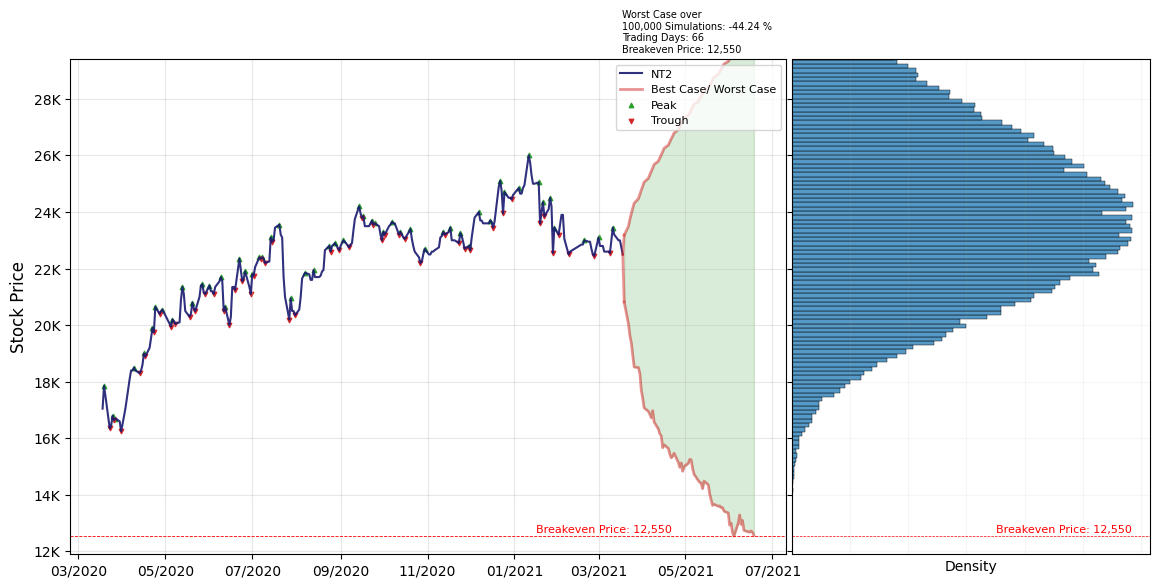 Worst Case over
100,000 Simulations: -44.24 %
Trading Days: 66
Breakeven Price: 12,550
NT2
Best Case/ Worst Case
Peak
Trough
Stock Price
28K
26K
24K
22K
20K
18K
16K
14K
12K
Breakeven Price: 12,550
Breakeven Price: 12,550
03/2020
05/2020
07/2020
09/2020
11/2020
01/2021
03/2021
05/2021
07/2021
Density